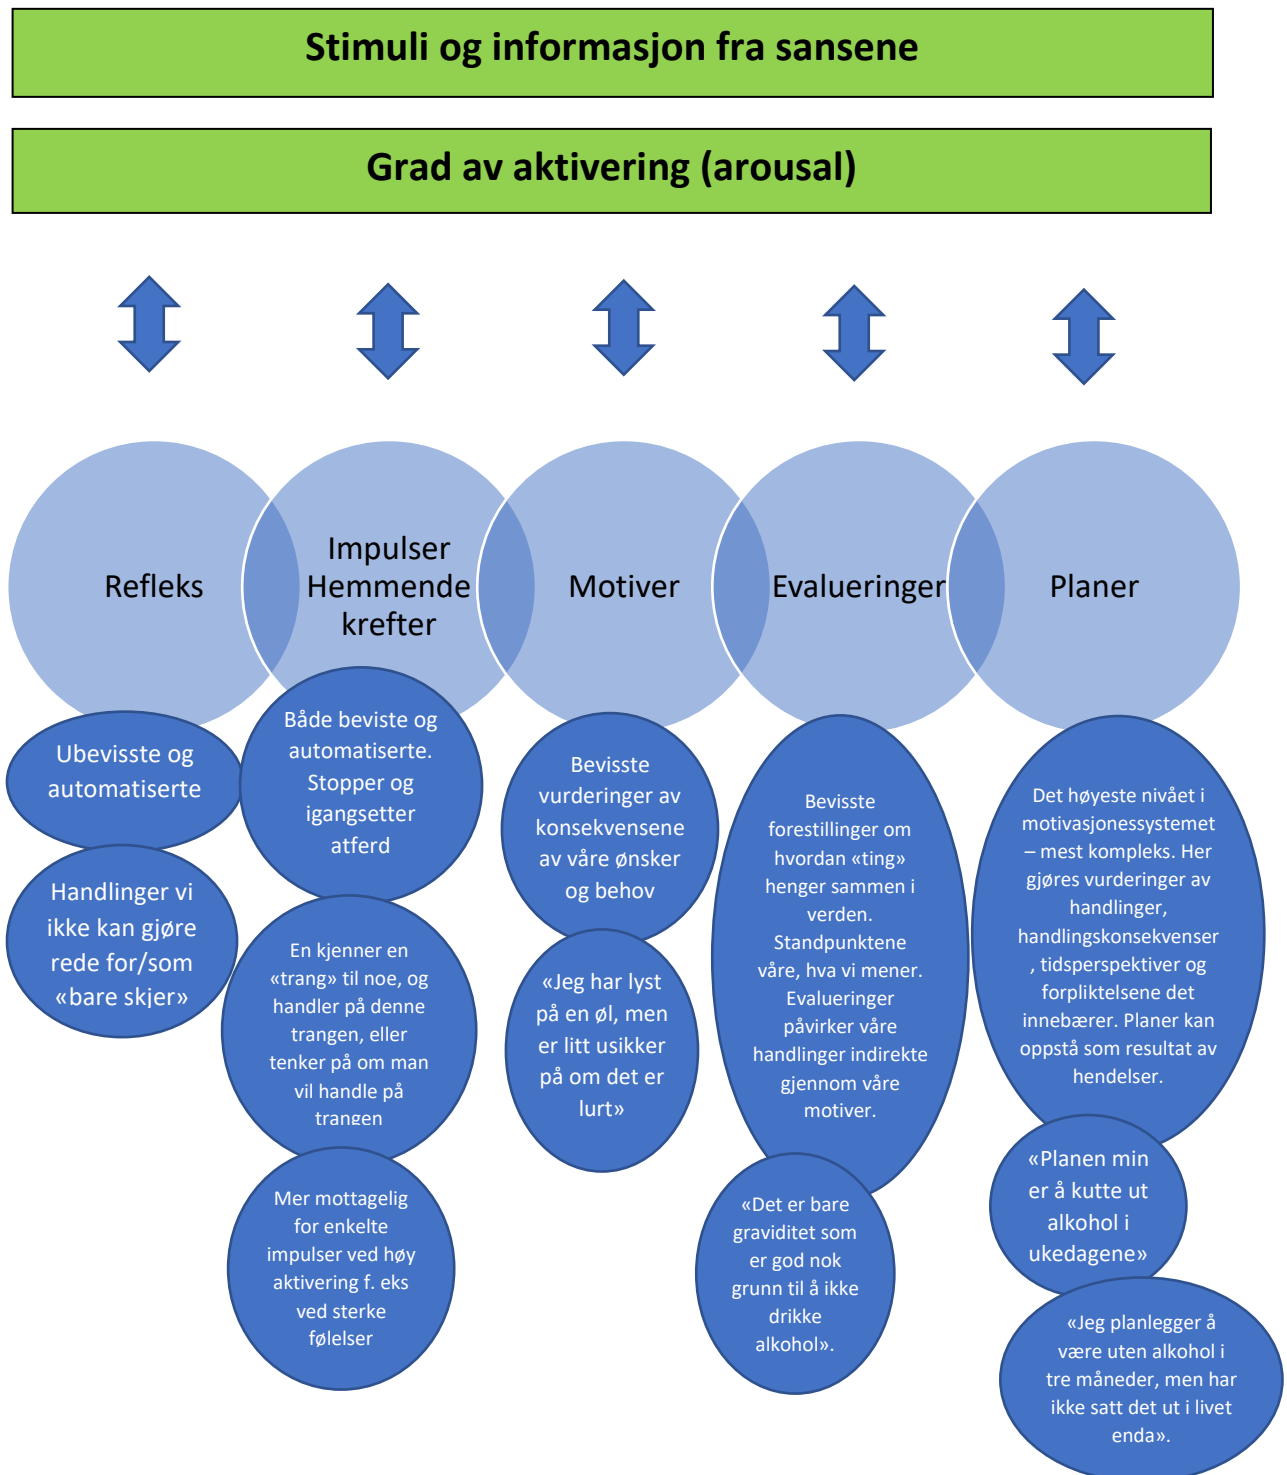 Stimuli og informasjon fra sansene
Grad av aktivering (arousal)
Refleks
Impulser
Hemmende
krefter
Motiver
Evalueringer
Planer
Ubevisste og
automatiserte
Handlinger vi
ikke kan gjøre
rede for/som
«bare skjer»
Både beviste og
automatiserte.
Stopper og
igangsetter
atferd
En kjenner en
«trang» til noe, og
handler på denne
trangen, eller
tenker på om man
vil handle på
trangen
Mer mottagelig
for enkelte
impulser ved høy
aktivering f. eks
ved sterke
følelser
Bevisste
vurderinger av
konsekvensene
av våre ønsker
og behov
«Jeg har lyst
på en øl, men
er litt usikker
på om det er
lurt»
Bevisste
forestillinger om
hvordan «ting»
henger sammen i
verden.
Standpunktene
våre, hva vi mener.
Evalueringer
påvirker våre
handlinger indirekte
gjennom våre
motiver.
«Det er bare
graviditet som
er god nok
grunn til å ikke
drikke
alkohol».
Det høyeste nivået i
motivasjonessystemet
– mest kompleks. Her
gjøres vurderinger av
handlinger,
handlingskonsekvenser
, tidsperspektiver og
forpliktelsene det
innebærer. Planer kan
oppstå som resultat av
hendelser.
«Planen min
er å kutte ut
alkohol i
ukedagene»
«Jeg planlegger å
være uten alkohol i
tre måneder, men har
ikke satt det ut i livet
enda».